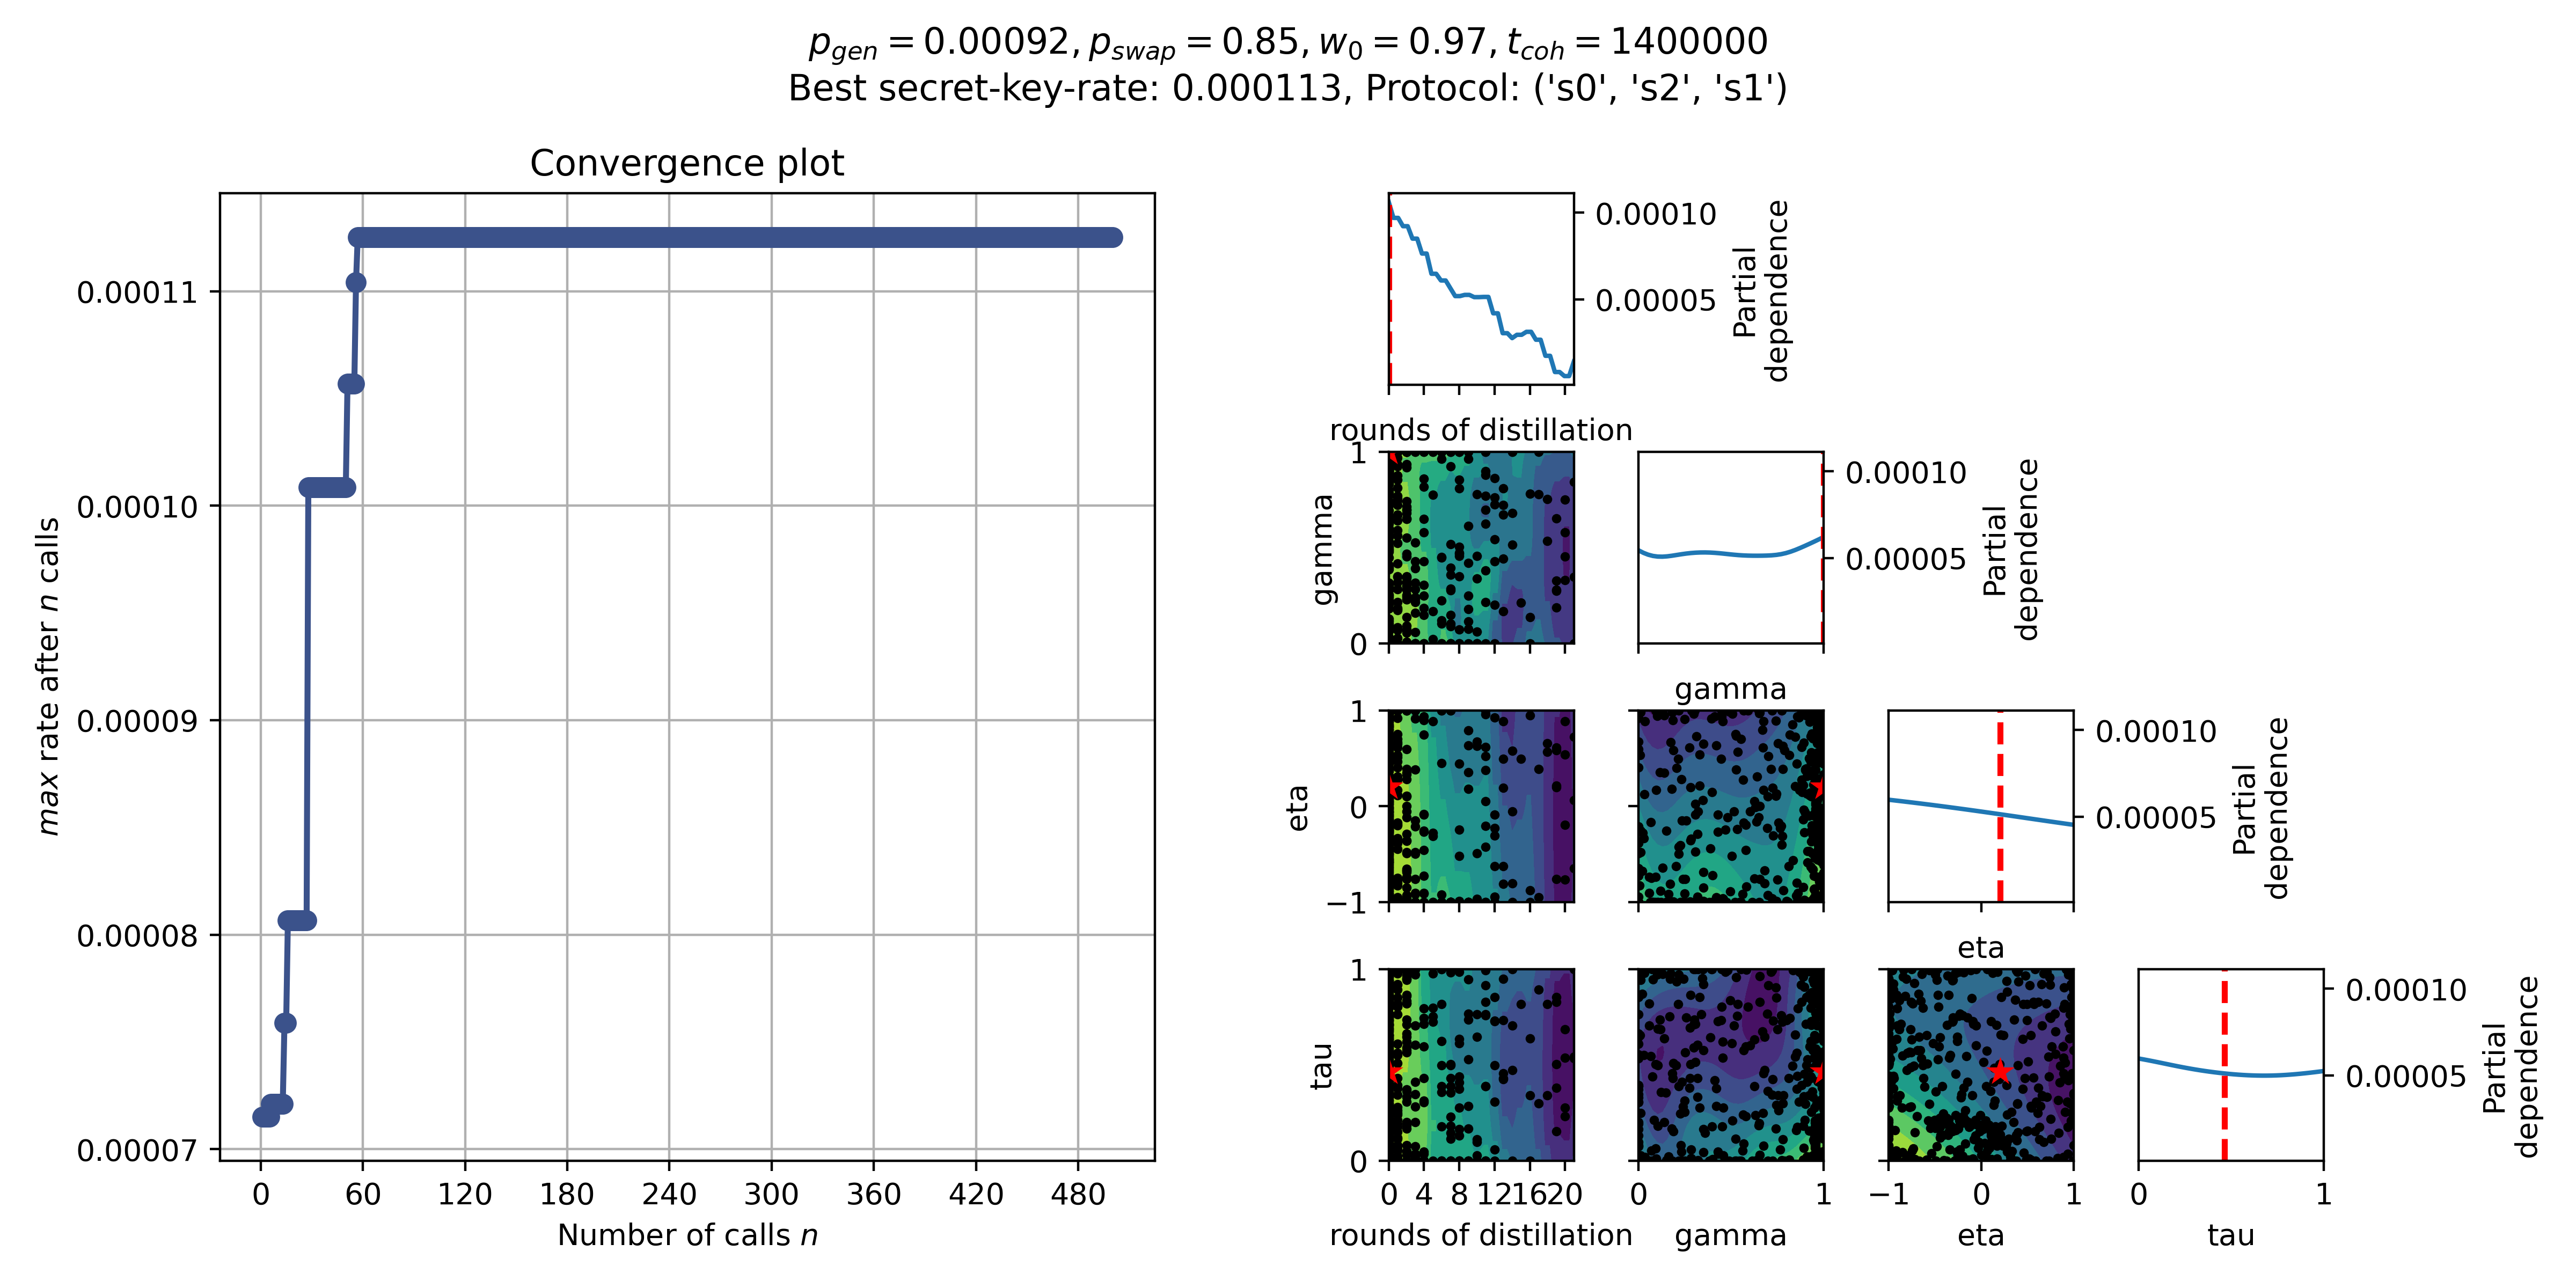 p_gen = 0.00092, p_swap = 0.85, w_0 = 0.97, t_coh = 1400000
Best secret-key-rate: 0.000113, Protocol: ('s0', 's2', 's1')
Convergence plot
max rate after n calls
0.00011
0.00010
0.00009
0.00008
0.00007
0 60 120 180 240 300 360 420 480
Number of calls n
0.00010
0.00005
Partial
dependence
rounds of distillation
gamma
1
0
0.00010
0.00005
Partial
dependence
gamma
eta
1
0
−1
0.00010
0.00005
Partial
dependence
eta
tau
1
0
0.00010
0.00005
Partial
dependence
0 4 8 12 16 20
rounds of distillation
0 1
gamma
−1 0 1
eta
0 1
tau